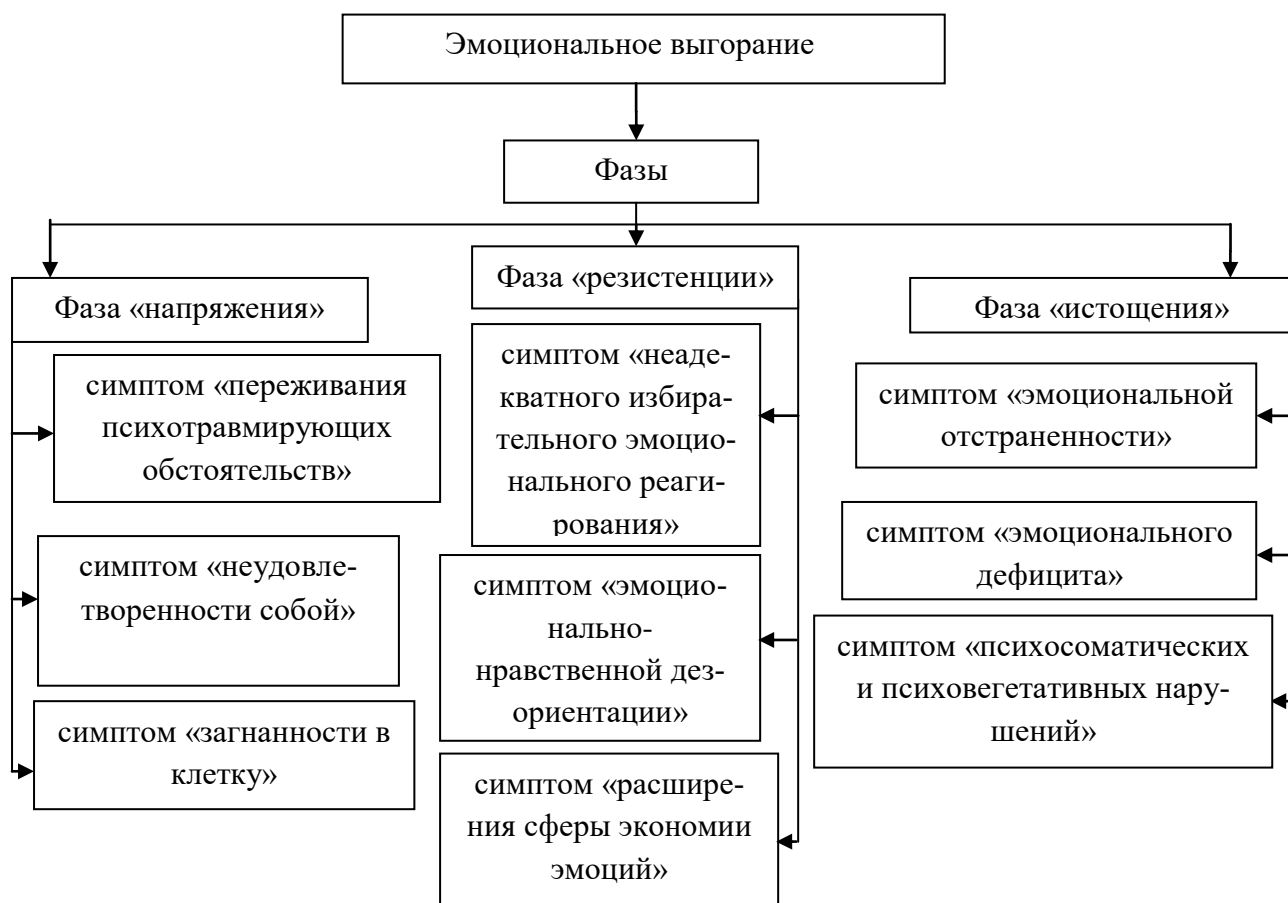 Эмоциональное выгорание
Фазы
Фаза «напряжения»
симптом «переживания
психотравмирующих
обстоятельств»
симптом «неудовле-
творенности собой»
симптом «загнанности в
клетку»
Фаза «резистенции»
симптом «неаде-
кватного избира-
тельного эмоцио-
нального реаги-
рования»
симптом «эмоцио-
нально-
нравственной дез-
ориентации»
симптом «расшире-
ния сферы экономии
эмоций»
Фаза «истощения»
симптом «эмоциональной
отстраненности»
симптом «эмоционального
дефицита»
симптом «психосоматических
и психовегетативных нару-
шений»